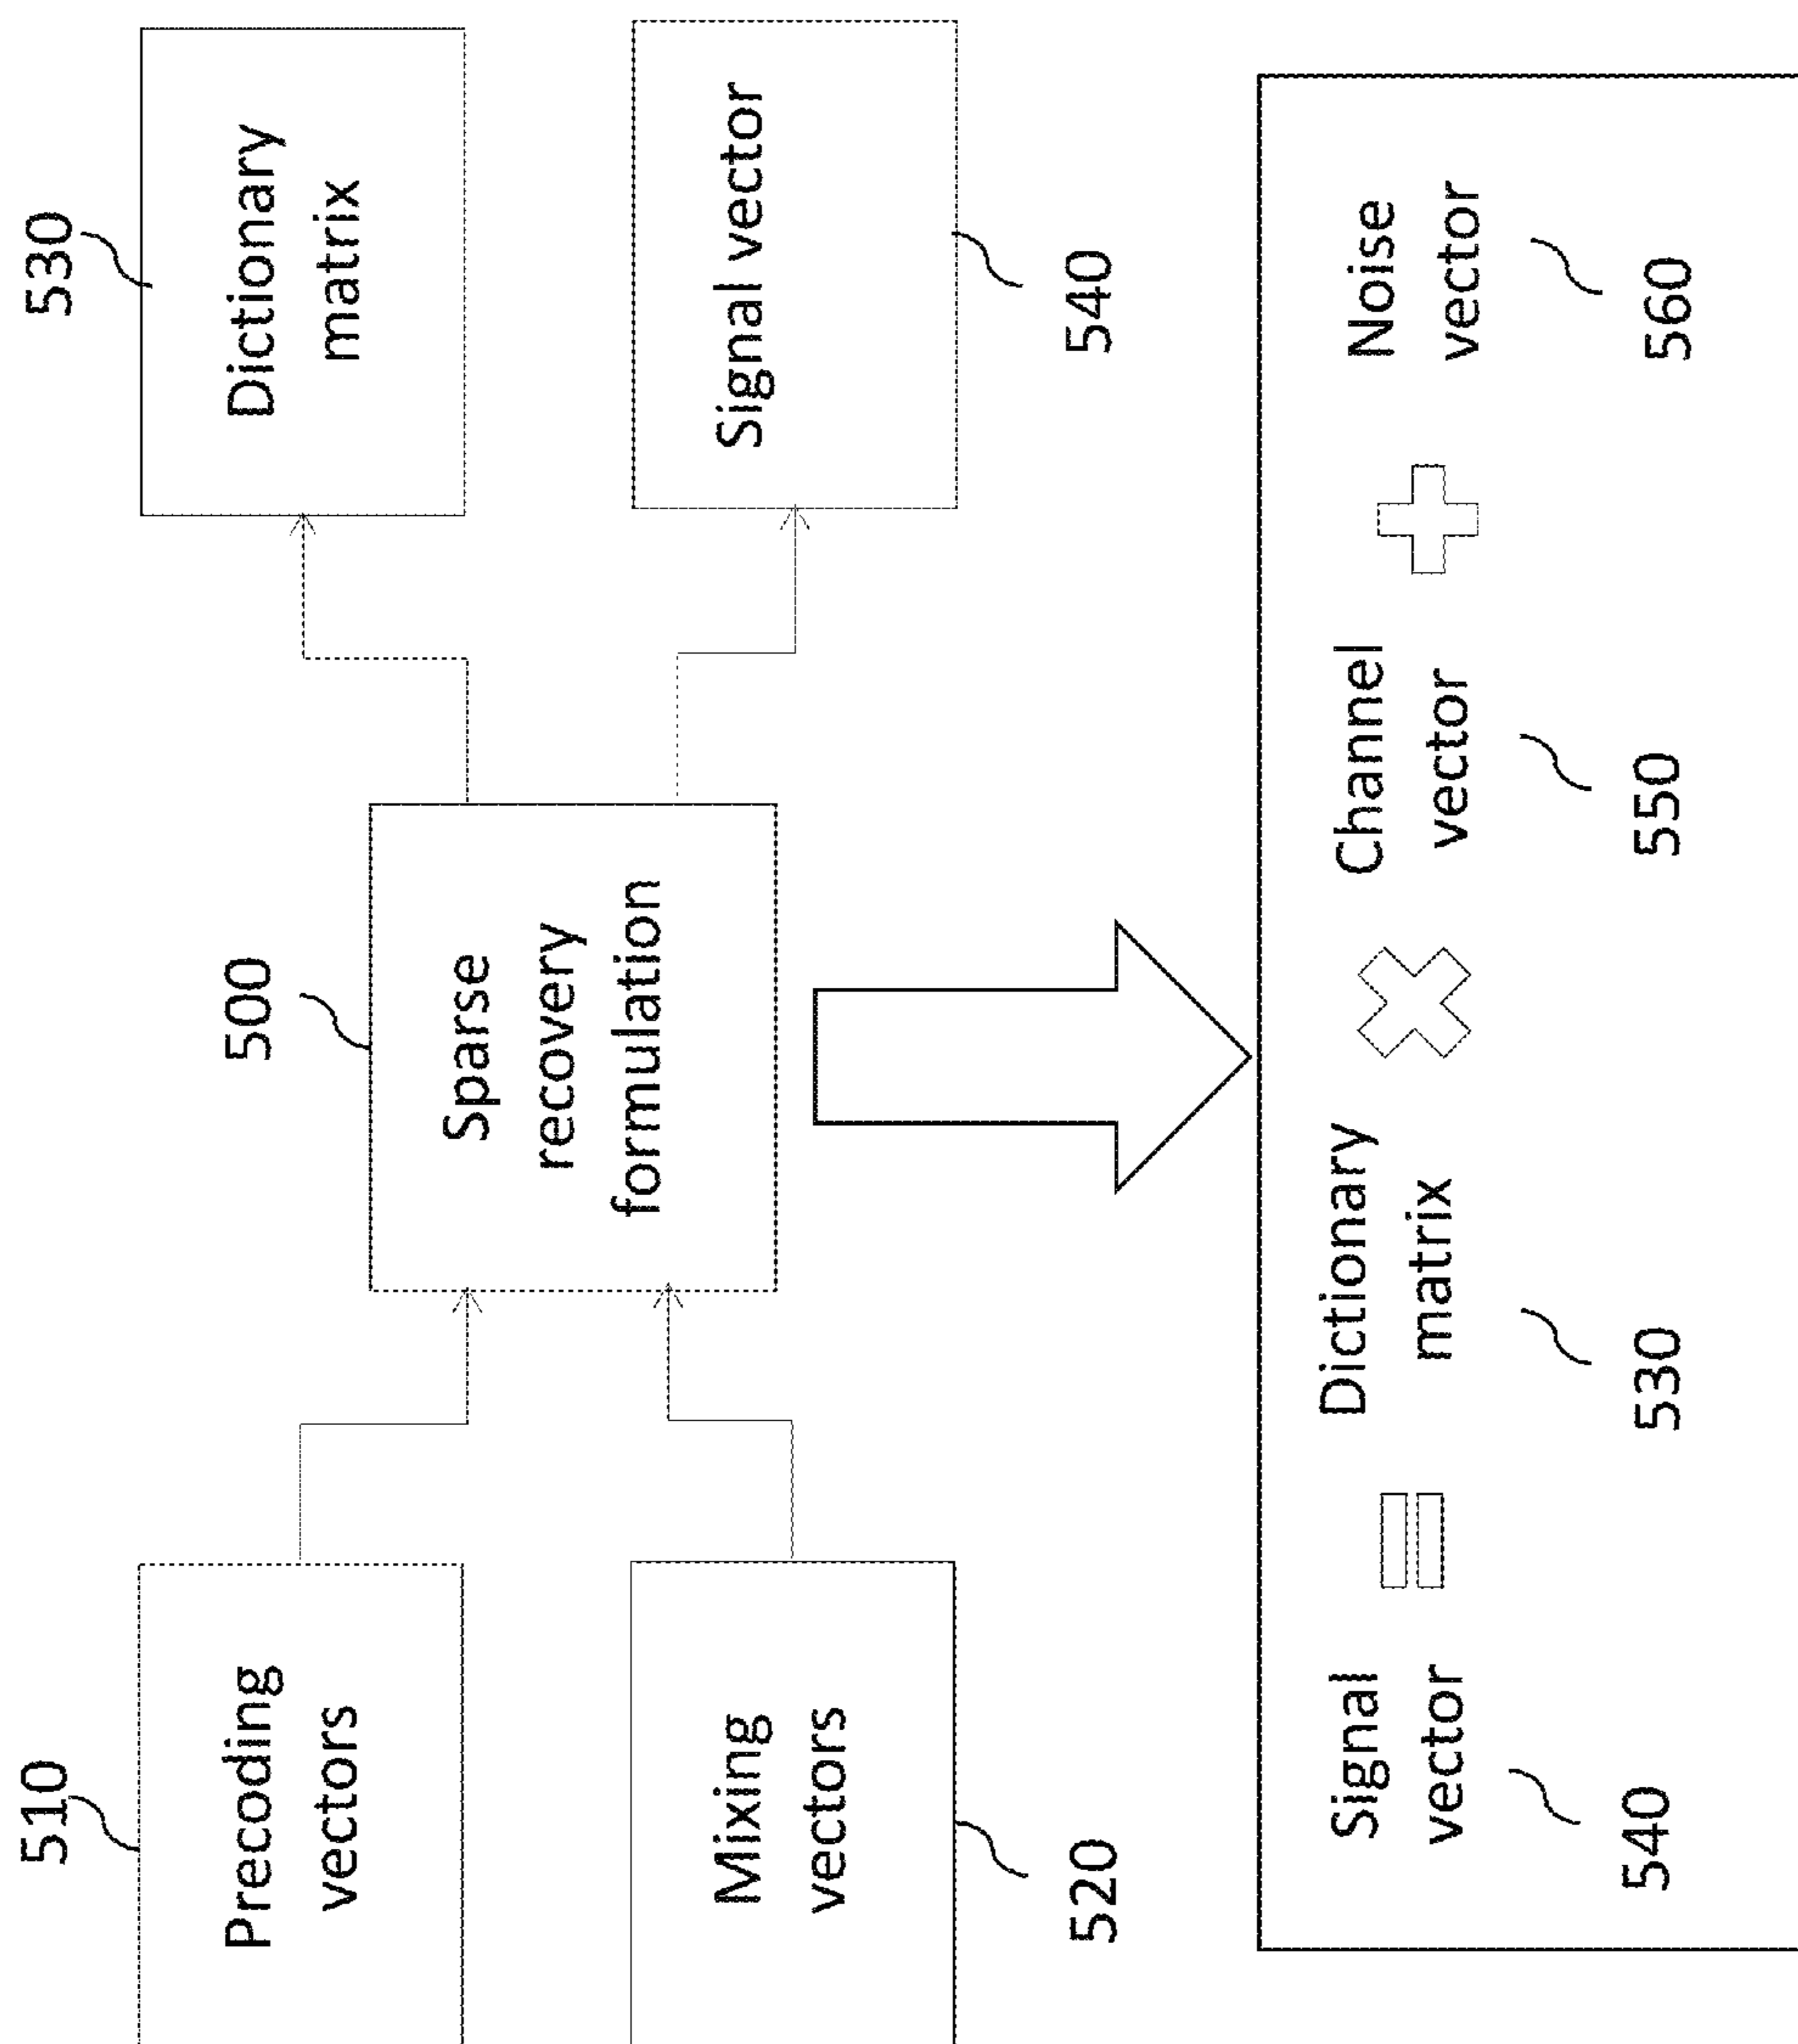 510
Precoding
vectors
Mixing
vectors
520
500
Sparse
recovery
formulation
530
Dictionary
matrix
Signal vector
540
Signal
vector
540
=
Dictionary
matrix
530
×
Channel
vector
550
+
Noise
vector
560